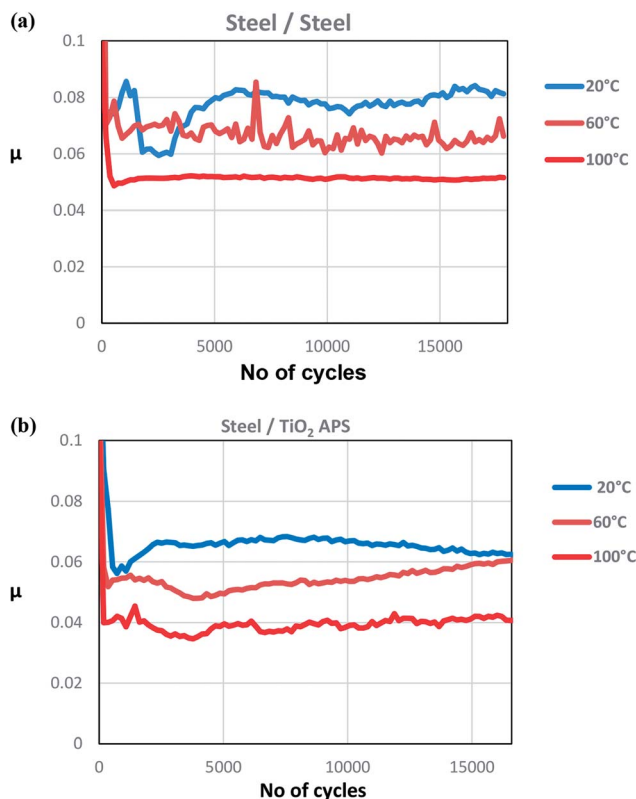 (a)
Steel / Steel
0.1
0.08
0.06
μ
0.04
0.02
0
0 5000 10000 15000
No of cycles
20°C
60°C
100°C
(b)
Steel / TiO₂ APS
0.1
0.08
0.06
μ
0.04
0.02
0
0 5000 10000 15000
No of cycles
20°C
60°C
100°C